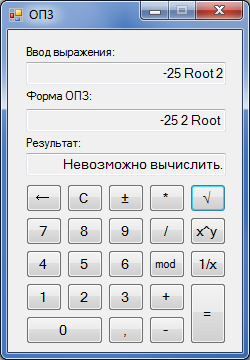 ОПЗ
Ввод выражения:
-25 Root 2
Форма ОПЗ:
-25 2 Root
Результат:
Невозможно вычислить.
← C ± * √
7 8 9 / x^y
4 5 6 mod 1/x
1 2 3 + =
0 , -